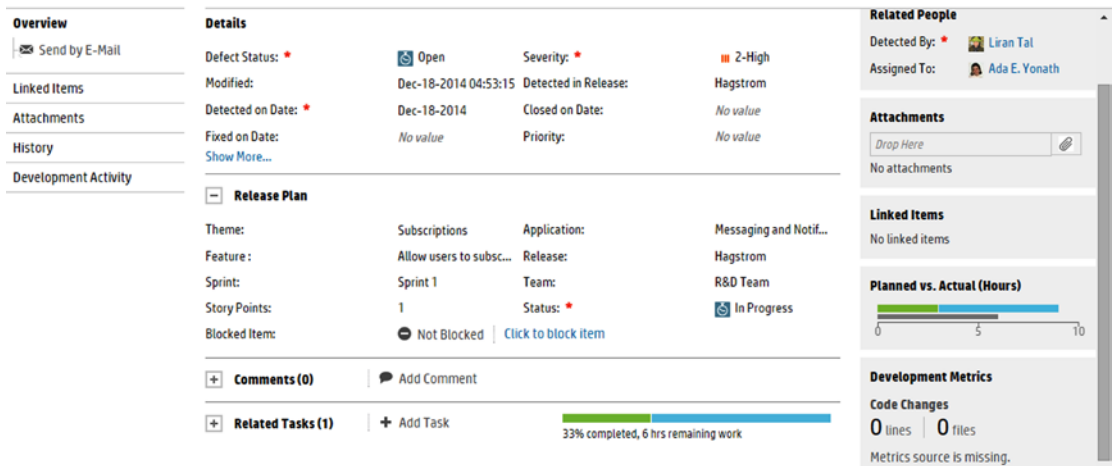 Overview
Send by E-Mail
Linked Items
Attachments
History
Development Activity
Details
Defect Status: * Open Severity: * 2-High
Modified: Dec-18-2014 04:53:15 Detected in Release: Hagstrom
Detected on Date: * Dec-18-2014 Closed on Date: No value
Fixed on Date: No value Priority: No value
Show More...
Release Plan
Theme: Subscriptions Application: Messaging and Notif...
Feature : Allow users to subsc... Release: Hagstrom
Sprint: Sprint 1 Team: R&D Team
Story Points: 1 Status: * In Progress
Blocked Item: Not Blocked Click to block item
Comments (0) Add Comment
Related Tasks (1) Add Task
33% completed, 6 hrs remaining work
Related People
Detected By: * Liran Tal
Assigned To: Ada E. Yonath
Attachments
Drop Here
No attachments
Linked Items
No linked items
Planned vs. Actual (Hours)
0 5 10
Development Metrics
Code Changes
0 lines 0 files
Metrics source is missing.